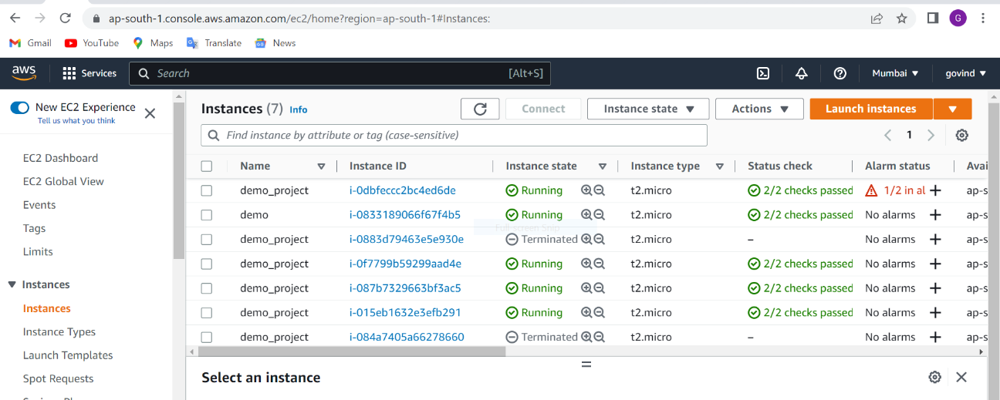 ap-south-1.console.aws.amazon.com/ec2/home?region=ap-south-1#Instances:
G
Gmail YouTube Maps Translate News
aws Services Search [Alt+S] Mumbai govind
New EC2 Experience
Tell us what you think
EC2 Dashboard
EC2 Global View
Events
Tags
Limits
Instances
Instances
Instance Types
Launch Templates
Spot Requests
Instances (7) Info Connect Instance state Actions Launch instances
Find instance by attribute or tag (case-sensitive) 1
Name Instance ID Instance state Instance type Status check Alarm status Avai
demo_project i-0dbfeccc2bc4ed6de Running t2.micro 2/2 checks passed 1/2 in al + ap-s
demo i-0833189066f67f4b5 Running t2.micro 2/2 checks passed No alarms + ap-s
Full Screen Snip
demo_project i-0883d79463e5e930e Terminated t2.micro – No alarms + ap-s
demo_project i-0f7799b59299aad4e Running t2.micro 2/2 checks passed No alarms + ap-s
demo_project i-087b7329663bf3ac5 Running t2.micro 2/2 checks passed No alarms + ap-s
demo_project i-015eb1632e3efb291 Running t2.micro 2/2 checks passed No alarms + ap-s
demo_project i-084a7405a66278660 Terminated t2.micro – No alarms + ap-s
Select an instance